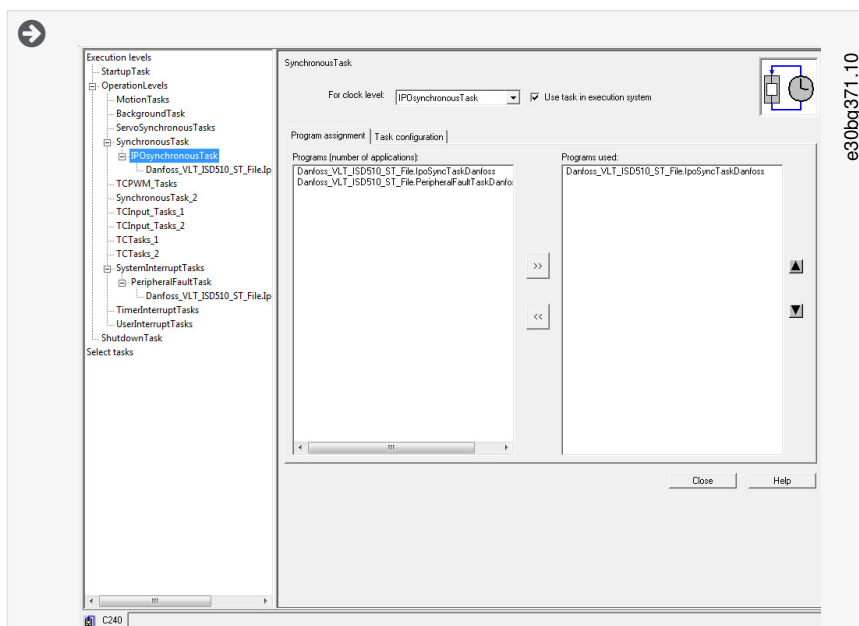 Execution levels
StartupTask
OperationLevels
MotionTasks
BackgroundTask
ServoSynchronousTasks
SynchronousTask
IPOsynchronousTask
Danfoss_VLT_ISD510_ST_File.Ip
TCPWM_Tasks
SynchronousTask_2
TCInput_Tasks_1
TCInput_Tasks_2
TCTasks_1
TCTasks_2
SystemInterruptTasks
PeripheralFaultTask
Danfoss_VLT_ISD510_ST_File.Ip
TimerInterruptTasks
UserInterruptTasks
ShutdownTask
Select tasks
SynchronousTask
For clock level: IPOsynchronousTask Use task in execution system
Program assignment Task configuration
Programs (number of applications):
Danfoss_VLT_ISD510_ST_File.IpoSyncTaskDanfoss
Danfoss_VLT_ISD510_ST_File.PeripheralFaultTaskDanfo
>>
<<
Programs used:
Danfoss_VLT_ISD510_ST_File.IpoSyncTaskDanfoss
Close Help
C240
e30bg371.10